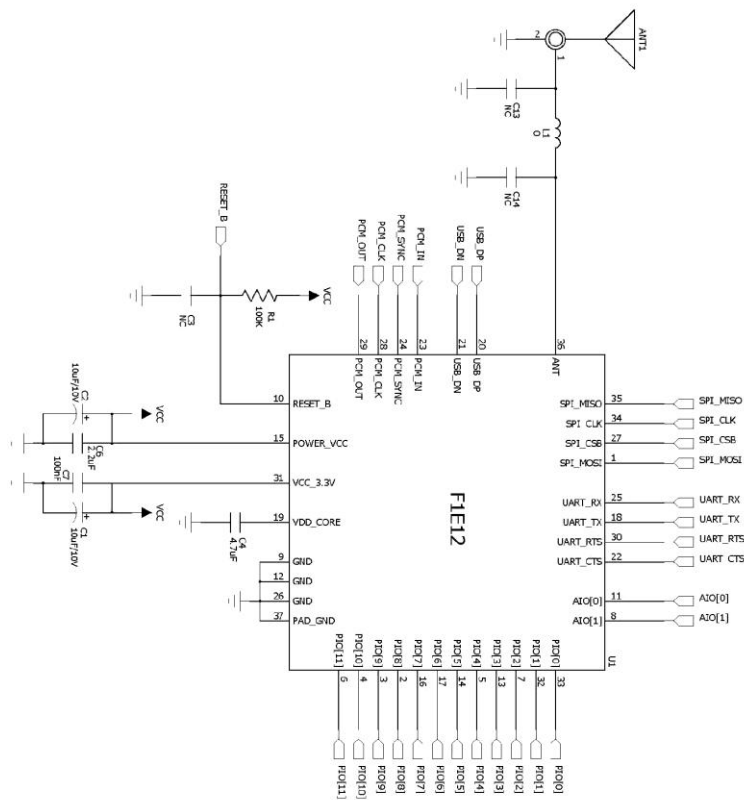 ANT1
2
1
C13
NC
L1
0
C14
NC
RESET_B
PCM_OUT
PCM_CLK
PCM_SYNC
PCM_IN
USB_DN
USB_DP
VCC
R1
100K
C3
NC
29
28
24
23
21
20
36
PCM_OUT
PCM_CLK
PCM_SYNC
PCM_IN
USB_DN
USB_DP
ANT
10 RESET_B
C2
10uF/10V
VCC
15 POWER_VCC
C6
2.2uF
C7
100nF
31 VCC_3.3V
VCC
C1
10uF/10V
19 VDD_CORE
C4
4.7uF
9 GND
12 GND
26 GND
37 PAD_GND
F1E12
SPI_MISO 35 SPI_MISO
SPI_CLK 34 SPI_CLK
SPI_CSB 27 SPI_CSB
SPI_MOSI 1 SPI_MOSI
UART_RX 25 UART_RX
UART_TX 18 UART_TX
UART_RTS 30 UART_RTS
UART_CTS 22 UART_CTS
AIO[0] 11 AIO[0]
AIO[1] 8 AIO[1]
U1
PIO[11] 6 PIO[11]
PIO[10] 4 PIO[10]
PIO[9] 3 PIO[9]
PIO[8] 2 PIO[8]
PIO[7] 16 PIO[7]
PIO[6] 17 PIO[6]
PIO[5] 14 PIO[5]
PIO[4] 5 PIO[4]
PIO[3] 13 PIO[3]
PIO[2] 7 PIO[2]
PIO[1] 32 PIO[1]
PIO[0] 33 PIO[0]